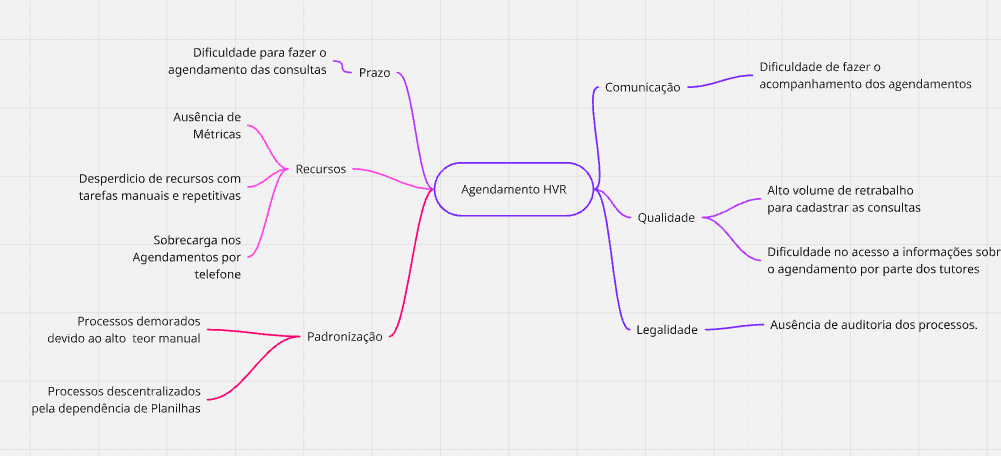 Dificuldade para fazer o
agendamento das consultas
Prazo
Ausência de
Métricas
Desperdicio de recursos com
tarefas manuais e repetitivas
Sobrecarga nos
Agendamentos por
telefone
Recursos
Processos demorados
devido ao alto  teor manual
Processos descentralizados
pela dependência de Planilhas
Padronização
Agendamento HVR
Comunicação
Dificuldade de fazer o
acompanhamento dos agendamentos
Qualidade
Alto volume de retrabalho
para cadastrar as consultas
Dificuldade no acesso a informações sobr
o agendamento por parte dos tutores
Legalidade
Ausência de auditoria dos processos.